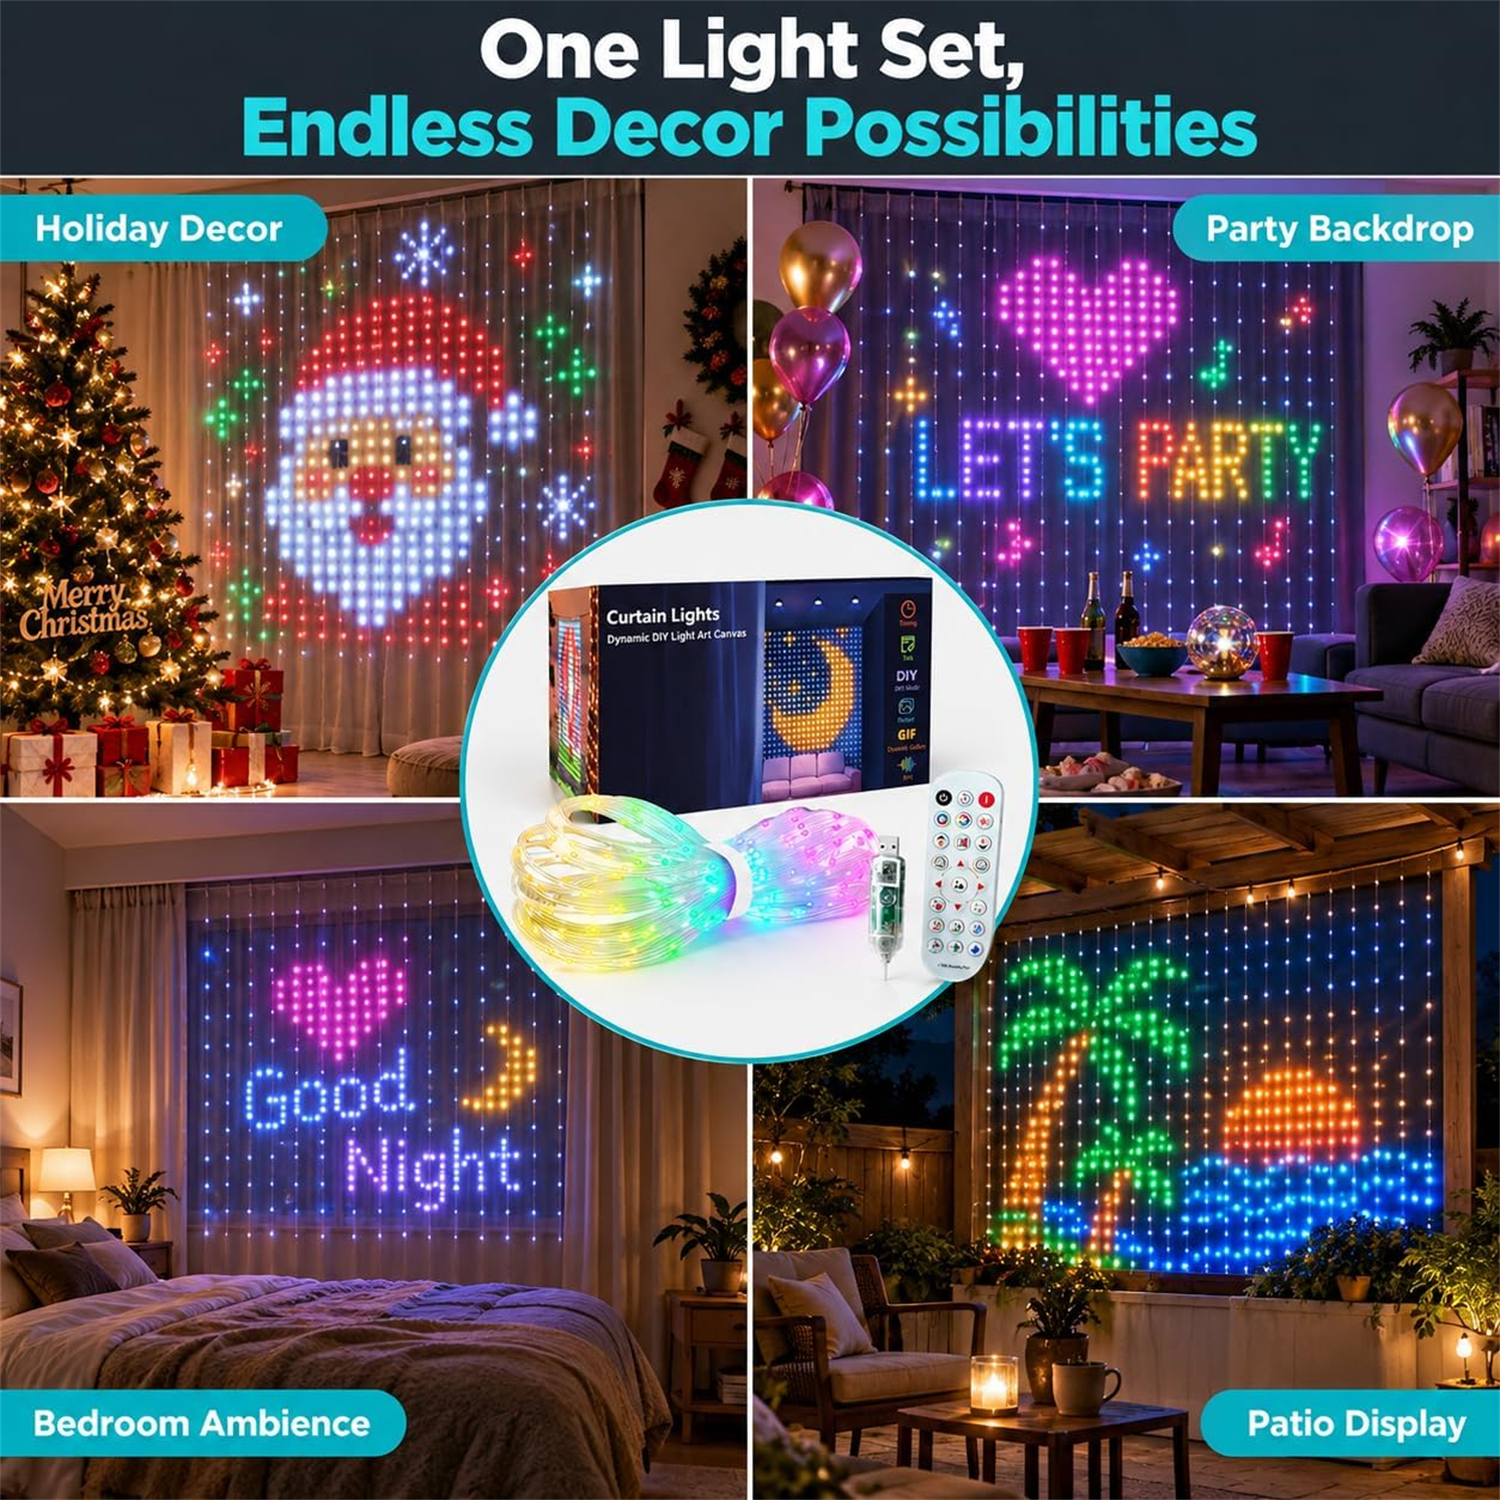 One Light Set,
Endless Decor Possibilities
Holiday Decor
Party Backdrop
LET'S PARTY
Merry
Christmas
Curtain Lights
Dynamic DIY Light Art Canvas
Timing
DIY
GIF
Good
Night
Bedroom Ambience
Patio Display